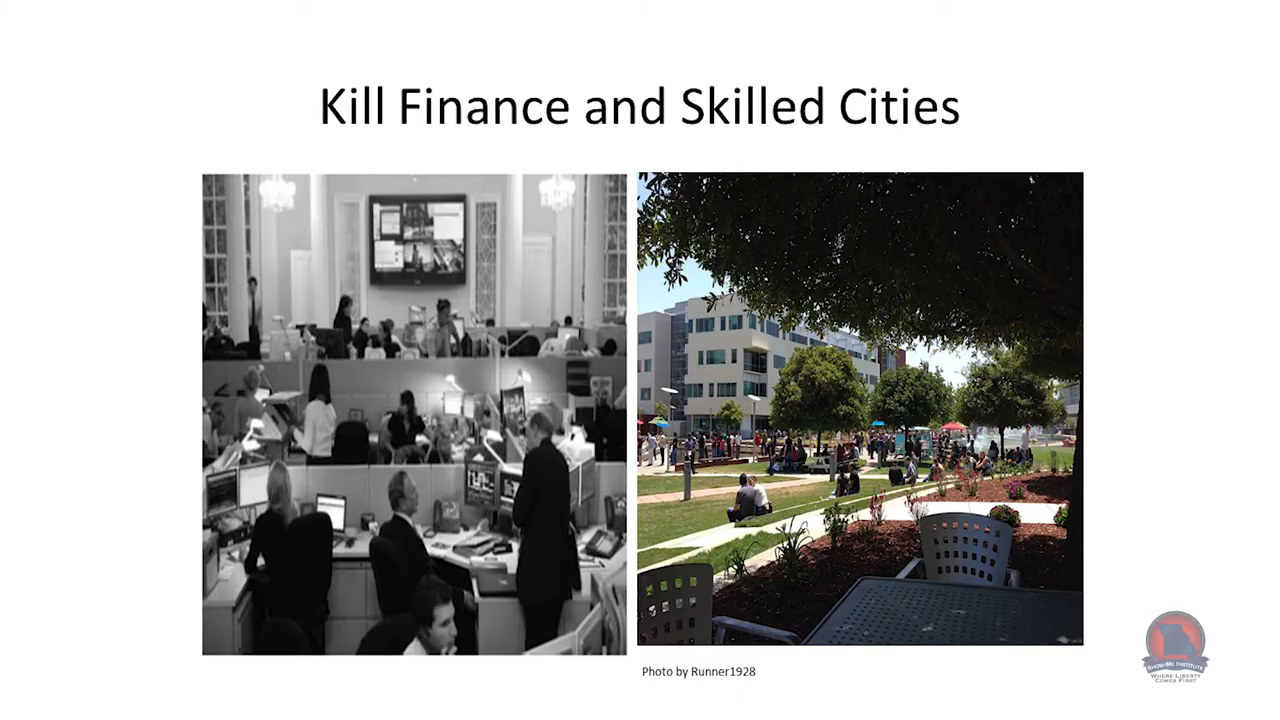 Kill Finance and Skilled Cities
Photo by Runner1928
SHOW-ME INSTITUTE
WHERE LIBERTY
COMES FIRST